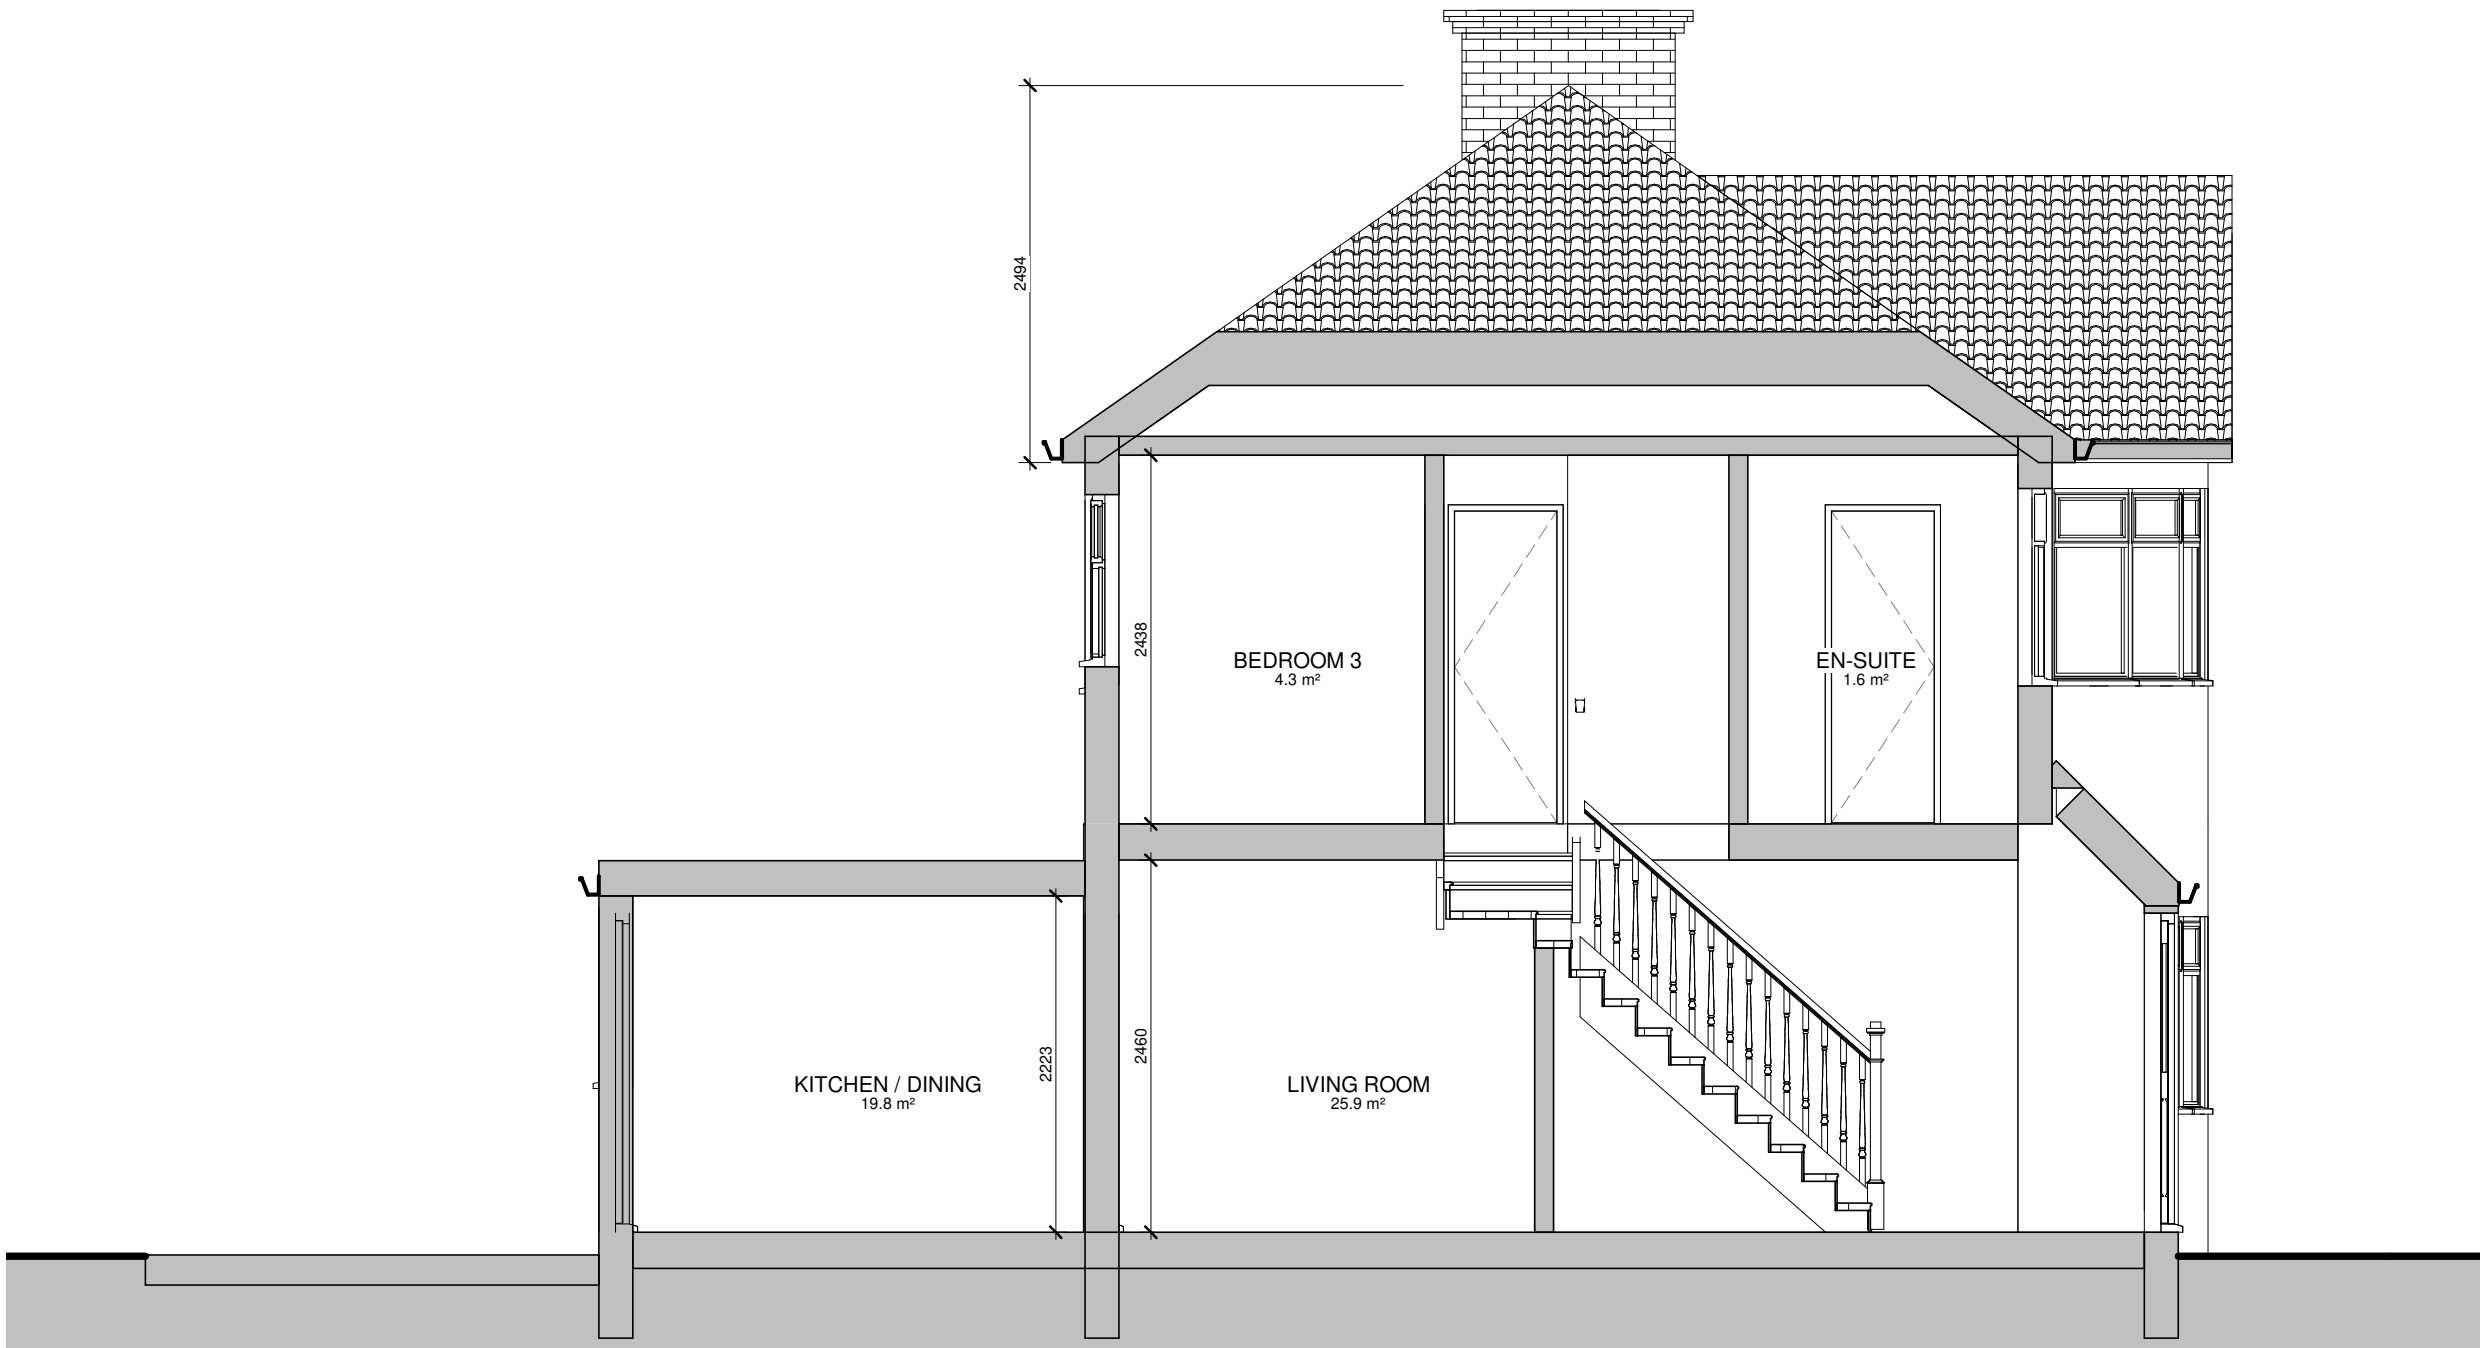 2494
2438
BEDROOM 3
4.3 m²
EN-SUITE
1.6 m²
2223
2460
KITCHEN / DINING
19.8 m²
LIVING ROOM
25.9 m²